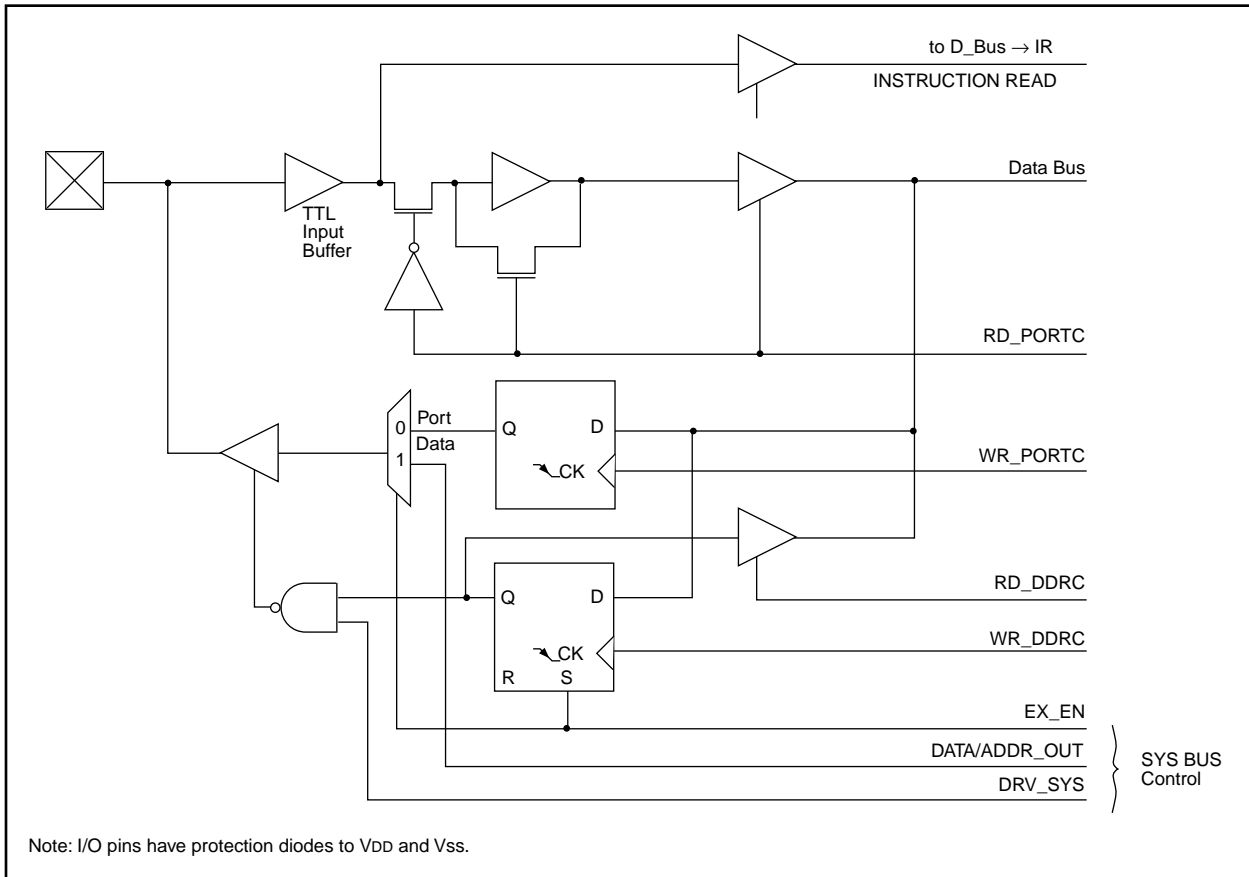 to D_Bus → IR
INSTRUCTION READ
Data Bus
TTL
Input
Buffer
RD_PORTC
0
Port
Data
1
Q
D
CK
WR_PORTC
Q
D
RD_DDRC
CK
WR_DDRC
R
S
EX_EN
DATA/ADDR_OUT
DRV_SYS
SYS BUS
Control
Note: I/O pins have protection diodes to VDD and Vss.